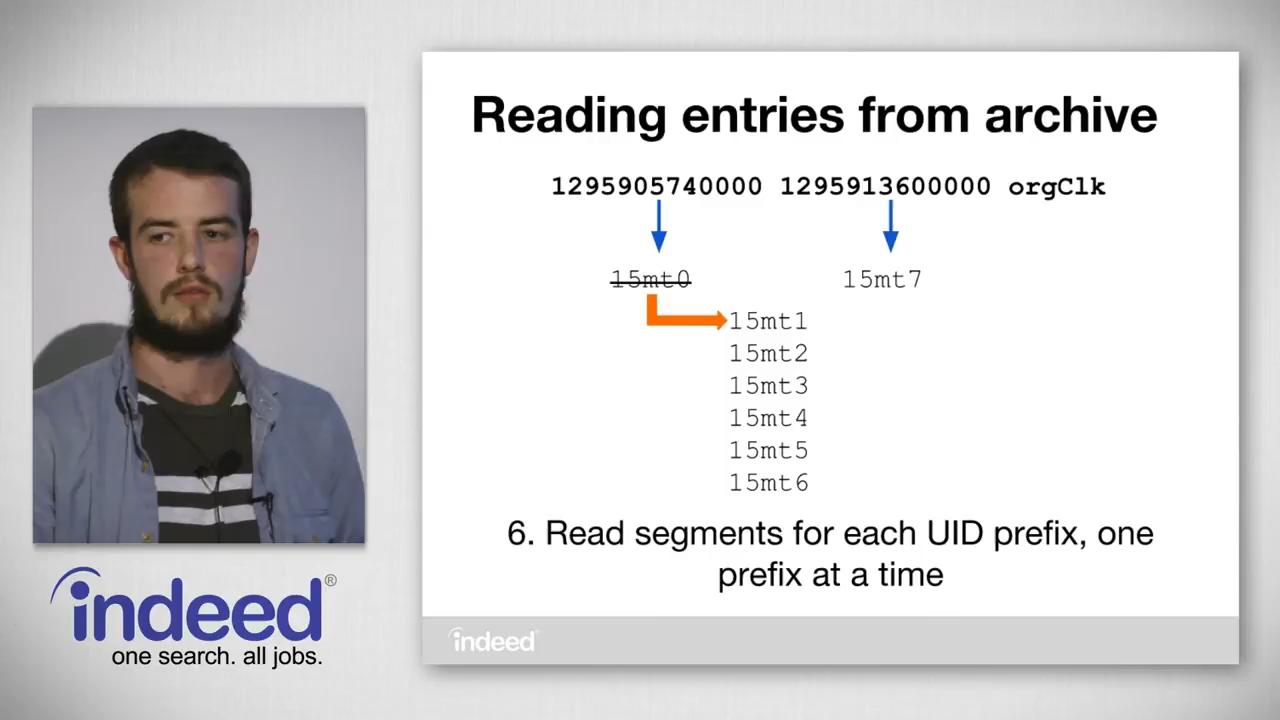 Reading entries from archive
1295905740000 1295913600000 orgClk
15mt0 15mt7
15mt1
15mt2
15mt3
15mt4
15mt5
15mt6
6. Read segments for each UID prefix, one
prefix at a time
indeed®
one search. all jobs.
indeed